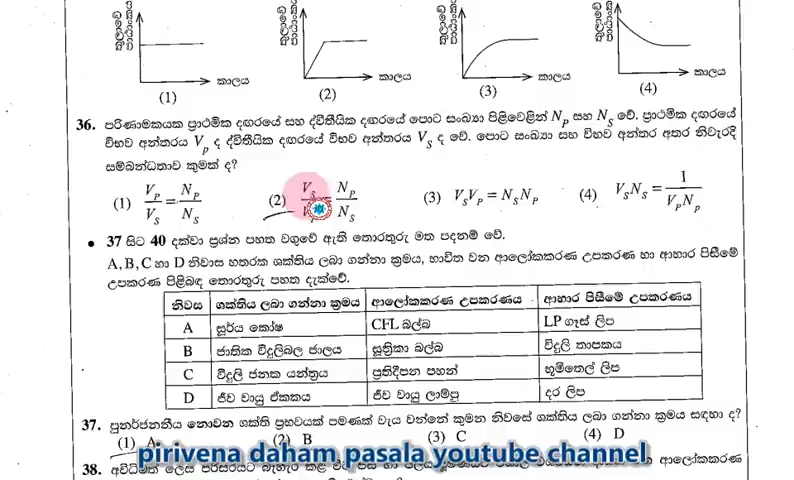 කාලය
කාලය
කාලය
කාලය
(1)
(2)
(3)
(4)
36. පරිණාමකයක ප්‍රාථමික දඟරයේ සහ ද්විතීයික දඟරයේ පොට සංඛ්‍යා පිළිවෙළින් N_P සහ N_S වේ. ප්‍රාථමික දඟරයේ
විභව අන්තරය V_p ද ද්විතීයික දඟරයේ විභව අන්තරය V_S ද වේ. පොට සංඛ්‍යා සහ විභව අන්තර අතර නිවැරදි
සම්බන්ධතාව කුමක් ද?
(1) V_P/V_S = N_P/N_S
(2) V_S = N_P/N_S
(3) V_S V_P = N_S N_P
(4) V_S N_S = 1/V_P N_P
• 37 සිට 40 දක්වා ප්‍රශ්න පහත වගුවේ ඇති තොරතුරු මත පදනම් වේ.
A, B, C හා D නිවාස හතරක ශක්තිය ලබා ගන්නා ක්‍රමය, භාවිත වන ආලෝකකරණ උපකරණ හා ආහාර පිසීමේ
උපකරණ පිළිබඳ තොරතුරු පහත දැක්වේ.
නිවස ශක්තිය ලබා ගන්නා ක්‍රමය ආලෝකකරණ උපකරණය ආහාර පිසීමේ උපකරණය
A සූර්ය කෝෂ CFL බල්බ LP ගෑස් ලිප
B ජාතික විදුලිබල ජාලය සූත්‍රිකා බල්බ විදුලි තාපකය
C විදුලි ජනක යන්ත්‍රය ප්‍රතිදීපන පහන් භූමිතෙල් ලිප
D ජීව වායු ඒකකය ජීව වායු ලාම්පු දර ලිප
37. පුනර්ජනනීය නොවන ශක්ති ප්‍රභවයක් පමණක් වැය වන්නේ කුමන නිවසේ ශක්තිය ලබා ගන්නා ක්‍රමය සඳහා ද?
(1) A (2) B (3) C (4) D
pirivena daham pasala youtube channel
38. ආලෝකකරණ